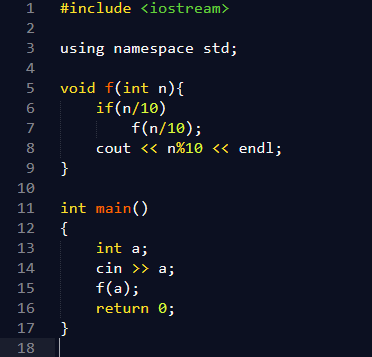 1 #include <iostream>
2
3 using namespace std;
4
5 void f(int n){
6     if(n/10)
7         f(n/10);
8     cout << n%10 << endl;
9 }
10
11 int main()
12 {
13     int a;
14     cin >> a;
15     f(a);
16     return 0;
17 }
18